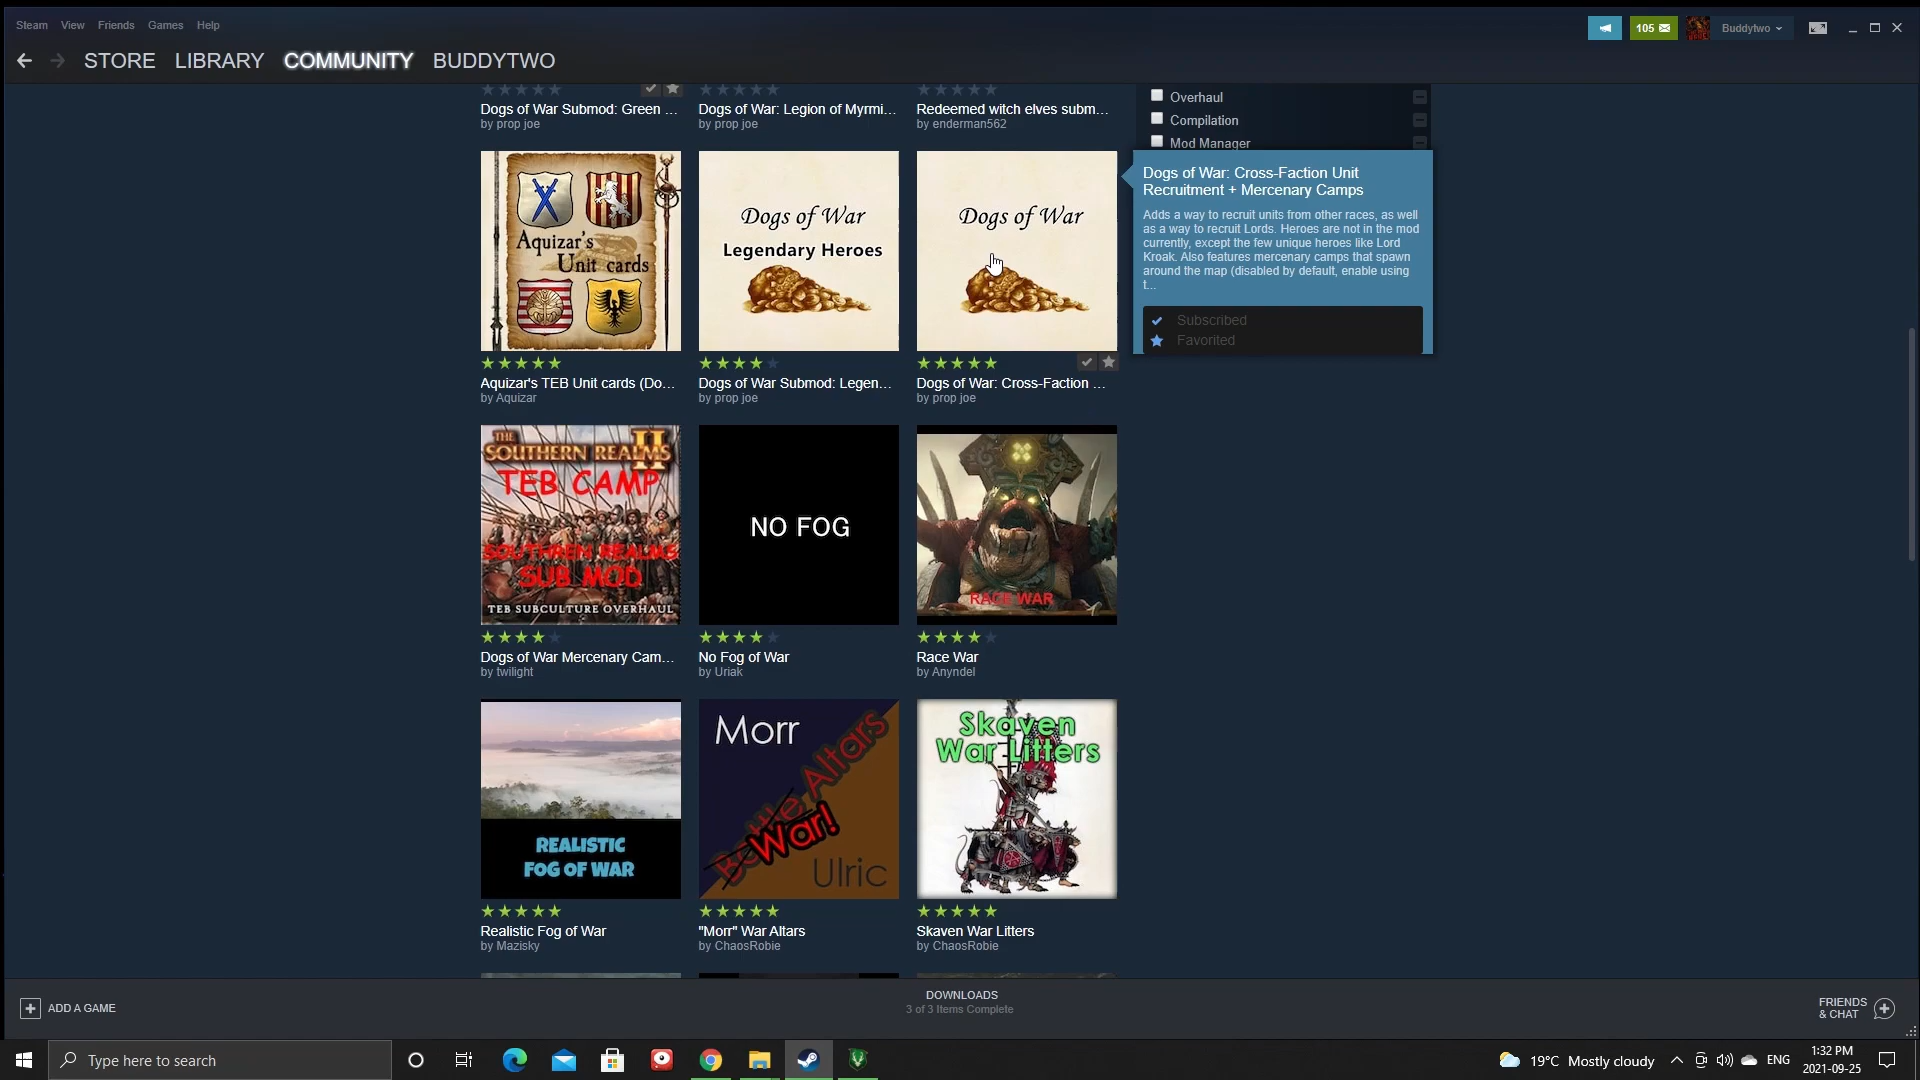 Steam View Friends Games Help
105
Buddytwo
STORE LIBRARY COMMUNITY BUDDYTWO
Dogs of War Submod: Green ...
by prop joe
Dogs of War: Legion of Myrmi...
by prop joe
Redeemed witch elves subm...
by enderman562
Overhaul
Compilation
Mod Manager
Aquizar's
Unit cards
Dogs of War
Legendary Heroes
Dogs of War
Dogs of War: Cross-Faction Unit
Recruitment + Mercenary Camps
Adds a way to recruit units from other races, as well
as a way to recruit Lords. Heroes are not in the mod
currently, except the few unique heroes like Lord
Kroak. Also features mercenary camps that spawn
around the map (disabled by default, enable using
t...
Subscribed
Favorited
Aquizar's TEB Unit cards (Do...
by Aquizar
Dogs of War Submod: Legen...
by prop joe
Dogs of War: Cross-Faction ...
by prop joe
THE
SOUTHERN REALMS
II
TEB CAMP
SOUTHREN REALMS
SUB MOD
TEB SUBCULTURE OVERHAUL
NO FOG
RACE WAR
Dogs of War Mercenary Cam...
by twilight
No Fog of War
by Uriak
Race War
by Anyndel
REALISTIC
FOG OF WAR
Morr
Battle Altars
War!
Ulric
Skaven
War Litters
Realistic Fog of War
by Mazisky
"Morr" War Altars
by ChaosRobie
Skaven War Litters
by ChaosRobie
ADD A GAME
DOWNLOADS
3 of 3 Items Complete
FRIENDS
& CHAT
Type here to search
19°C Mostly cloudy
ENG
1:32 PM
2021-09-25